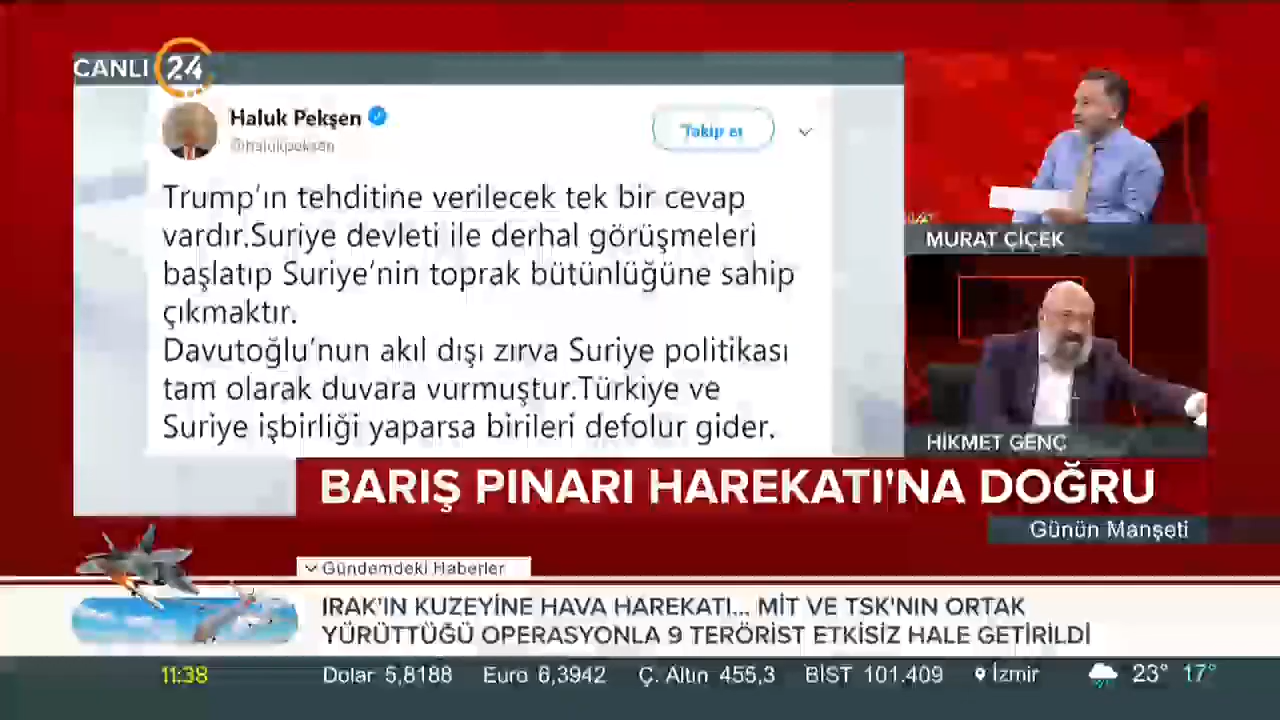 CANLI 24
Haluk Pekşen
@halukpeksen
Takip et
Trump'ın tehditine verilecek tek bir cevap
vardır.Suriye devleti ile derhal görüşmeleri
başlatıp Suriye'nin toprak bütünlüğüne sahip
çıkmaktır.
Davutoğlu'nun akıl dışı zırva Suriye politikası
tam olarak duvara vurmuştur.Türkiye ve
Suriye işbirliği yaparsa birileri defolur gider.
MURAT ÇİÇEK
HİKMET GENÇ
BARIŞ PINARI HAREKATI'NA DOĞRU
Günün Manşeti
Gündemdeki Haberler
IRAK'IN KUZEYİNE HAVA HAREKATI... MİT VE TSK'NIN ORTAK
YÜRÜTTÜĞÜ OPERASYONLA 9 TERÖRİST ETKİSİZ HALE GETİRİLDİ
11:38 Dolar 5,8188 Euro 6,3942 Ç. Altın 455,3 BİST 101.409 İzmir 23° 17°